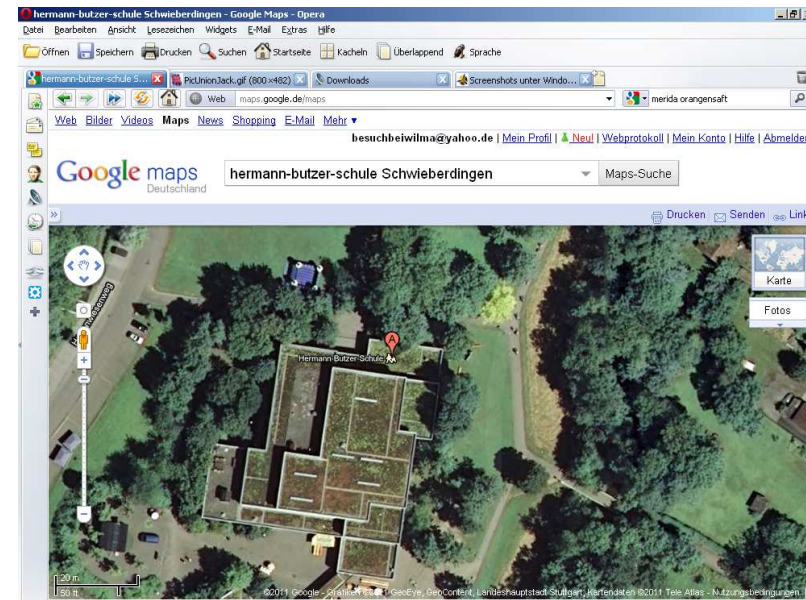 hermann-butzer-schule Schwieberdingen - Google Maps - Opera
Datei Bearbeiten Ansicht Lesezeichen Widgets E-Mail Extras Hilfe
Öffnen Speichern Drucken Suchen Startseite Kacheln Überlappend Sprache
hermann-butzer-schule S... PicUnionJack.gif (800×482) Downloads Screenshots unter Windo...
Web maps.google.de/maps merida orangensaft
Web Bilder Videos Maps News Shopping E-Mail Mehr
besuchbeiwilma@yahoo.de | Mein Profil | Neu! | Webprotokoll | Mein Konto | Hilfe | Abmelden
Google maps
Deutschland
hermann-butzer-schule Schwieberdingen
Maps-Suche
Drucken Senden Link
Karte
Fotos
A
Hermann-Butzer-Schule
20 m
50 ft
©2011 Google - Grafiken ©2011 GeoEye, GeoContent, Landeshauptstadt Stuttgart, Kartendaten ©2011 Tele Atlas - Nutzungsbedingungen